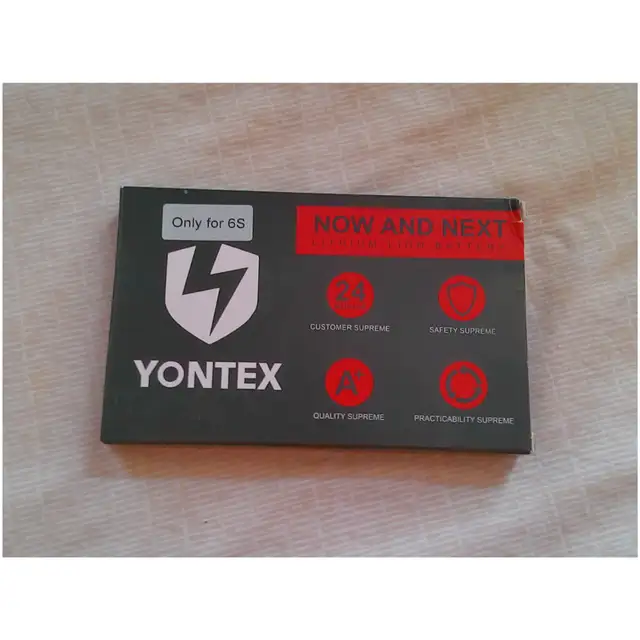 Only for 6S
YONTEX
NOW AND NEXT
24
CUSTOMER SUPREME
SAFETY SUPREME
A+
QUALITY SUPREME
PRACTICABILITY SUPREME